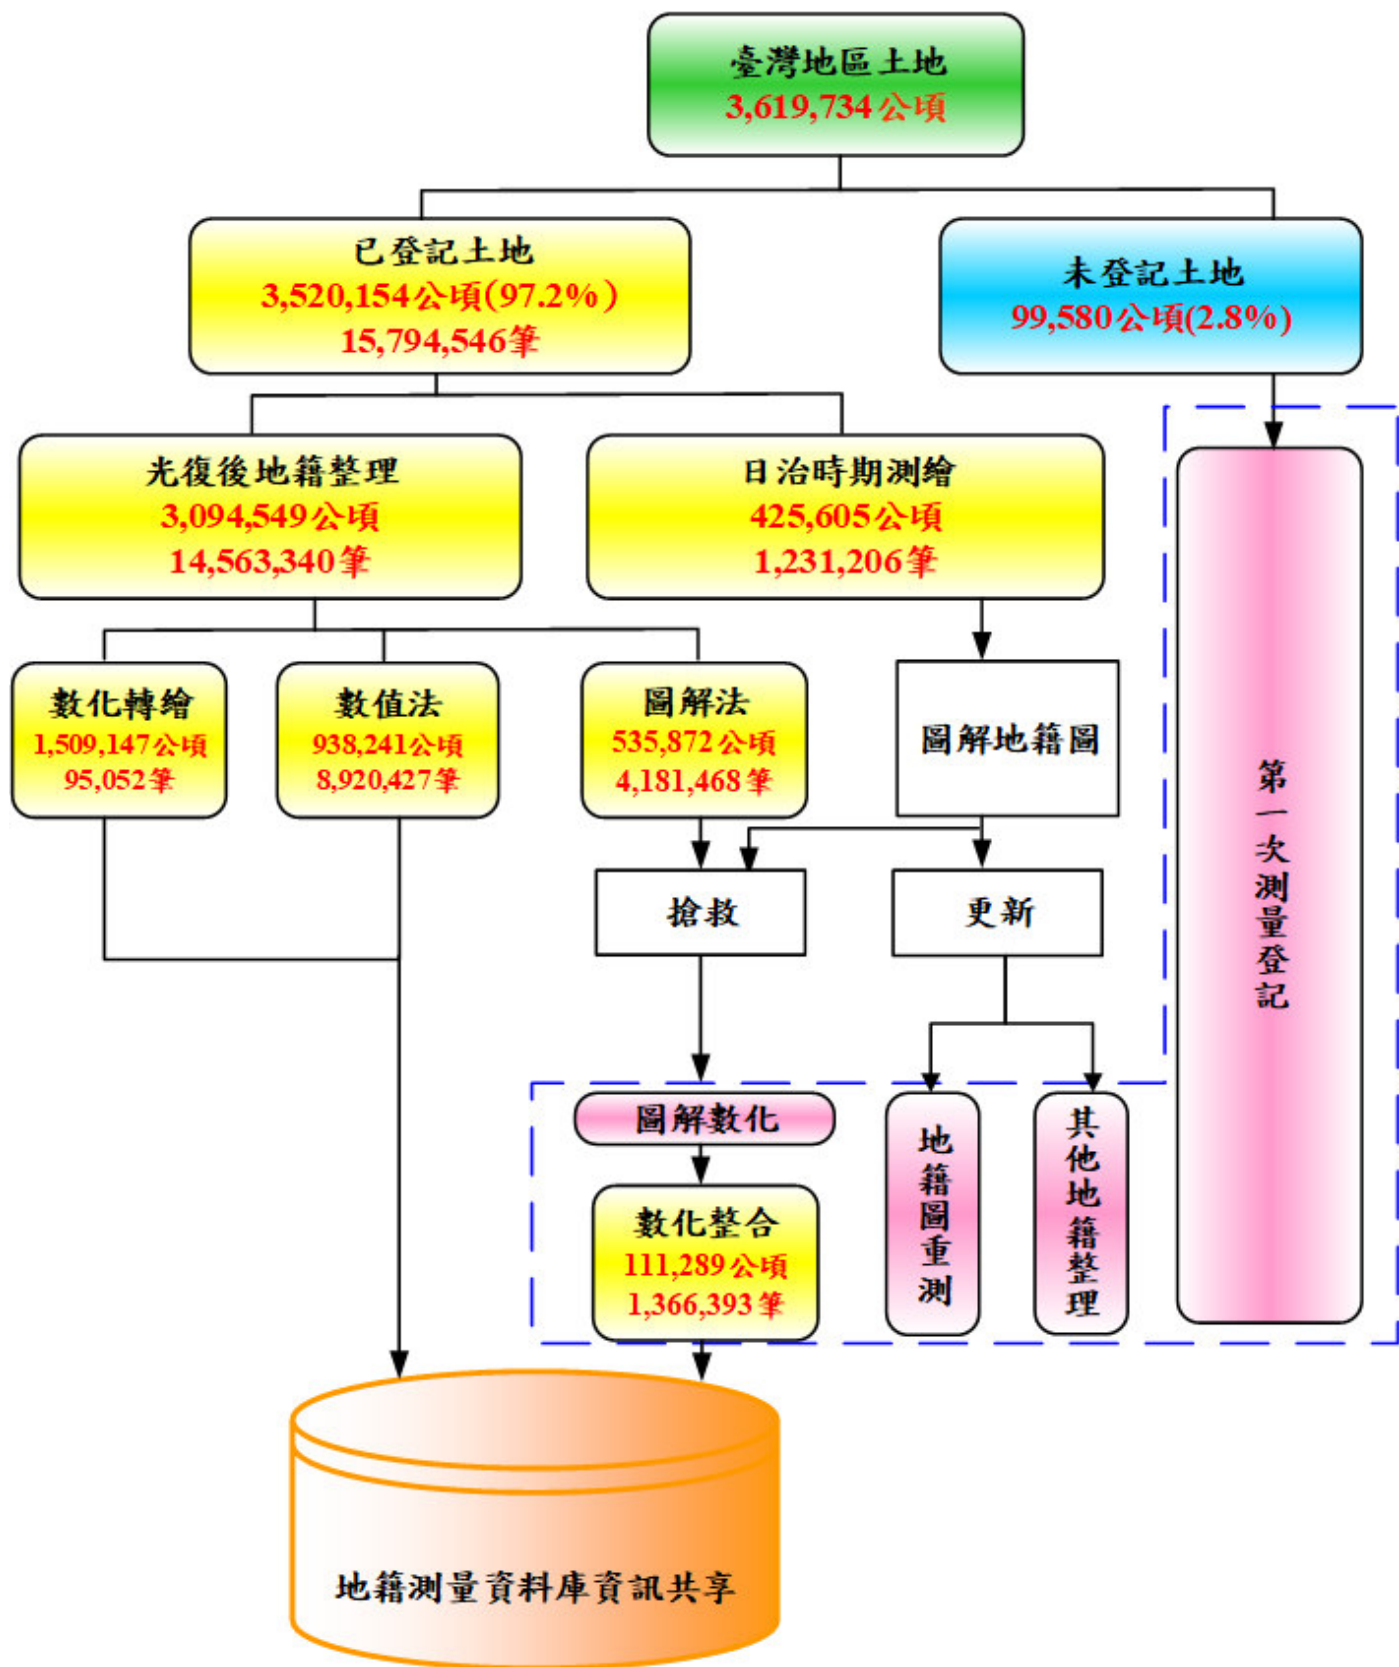 臺灣地區土地
3,619,734公頃
已登記土地
3,520,154公頃(97.2%)
15,794,546筆
未登記土地
99,580公頃(2.8%)
光復後地籍整理
3,094,549公頃
14,563,340筆
日治時期測繪
425,605公頃
1,231,206筆
數化轉繪
1,509,147公頃
95,052筆
數值法
938,241公頃
8,920,427筆
圖解法
535,872公頃
4,181,468筆
圖解地籍圖
第一次測量登記
搶救
更新
圖解數化
數化整合
111,289公頃
1,366,393筆
地籍圖重測
其他地籍整理
地籍測量資料庫資訊共享